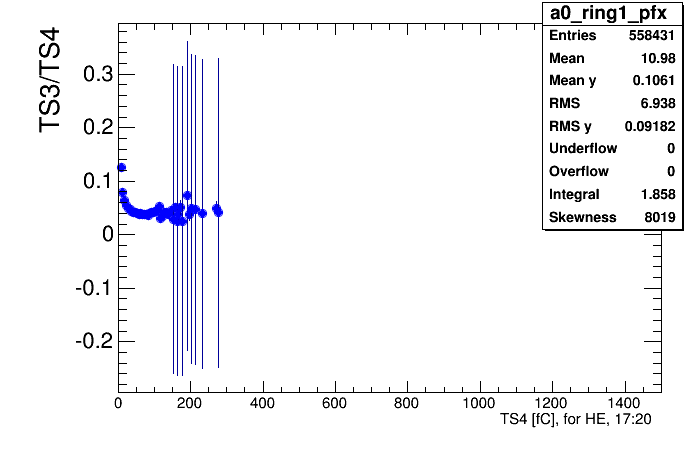 a0_ring1_pfx
Entries 558431
Mean 10.98
Mean y 0.1061
RMS 6.938
RMS y 0.09182
Underflow 0
Overflow 0
Integral 1.858
Skewness 8019
TS3/TS4
0.3
0.2
0.1
0
-0.1
-0.2
0 200 400 600 800 1000 1200 1400
TS4 [fC], for HE, 17:20